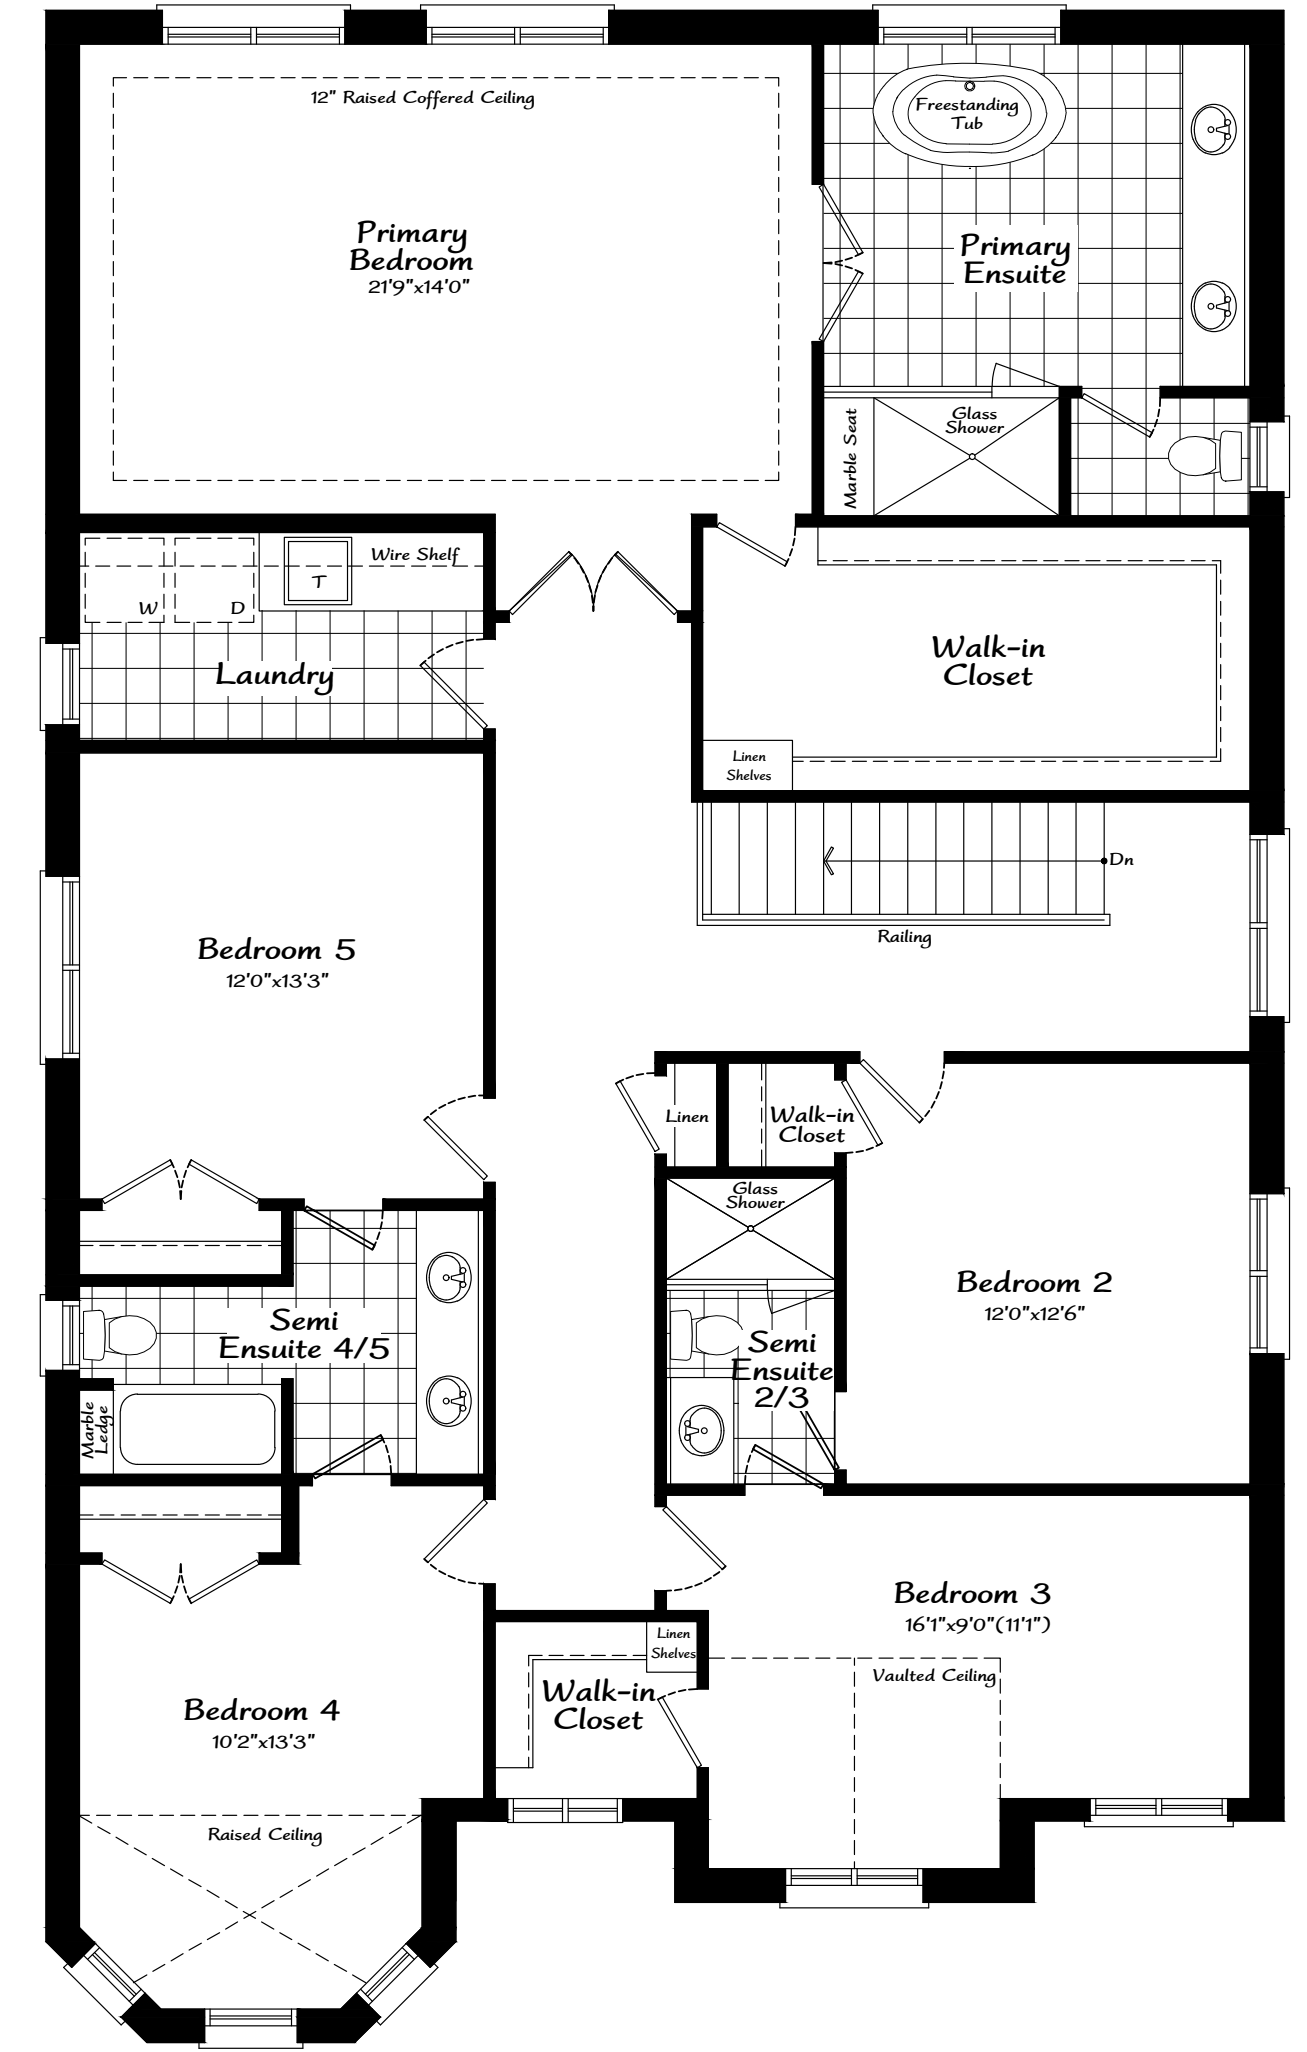 12" Raised Coffered Ceiling
Freestanding
Tub
Primary
Bedroom
21'9"x14'0"
Primary
Ensuite
Marble Seat
Glass
Shower
Wire Shelf
T
W
D
Laundry
Walk-in
Closet
Linen
Shelves
Dn
Railing
Bedroom 5
12'0"x13'3"
Linen
Walk-in
Closet
Glass
Shower
Bedroom 2
12'0"x12'6"
Semi
Ensuite 4/5
Semi
Ensuite
2/3
Marble
Ledge
Bedroom 3
16'1"x9'0"(11'1")
Linen
Shelves
Vaulted Ceiling
Walk-in
Closet
Bedroom 4
10'2"x13'3"
Raised Ceiling